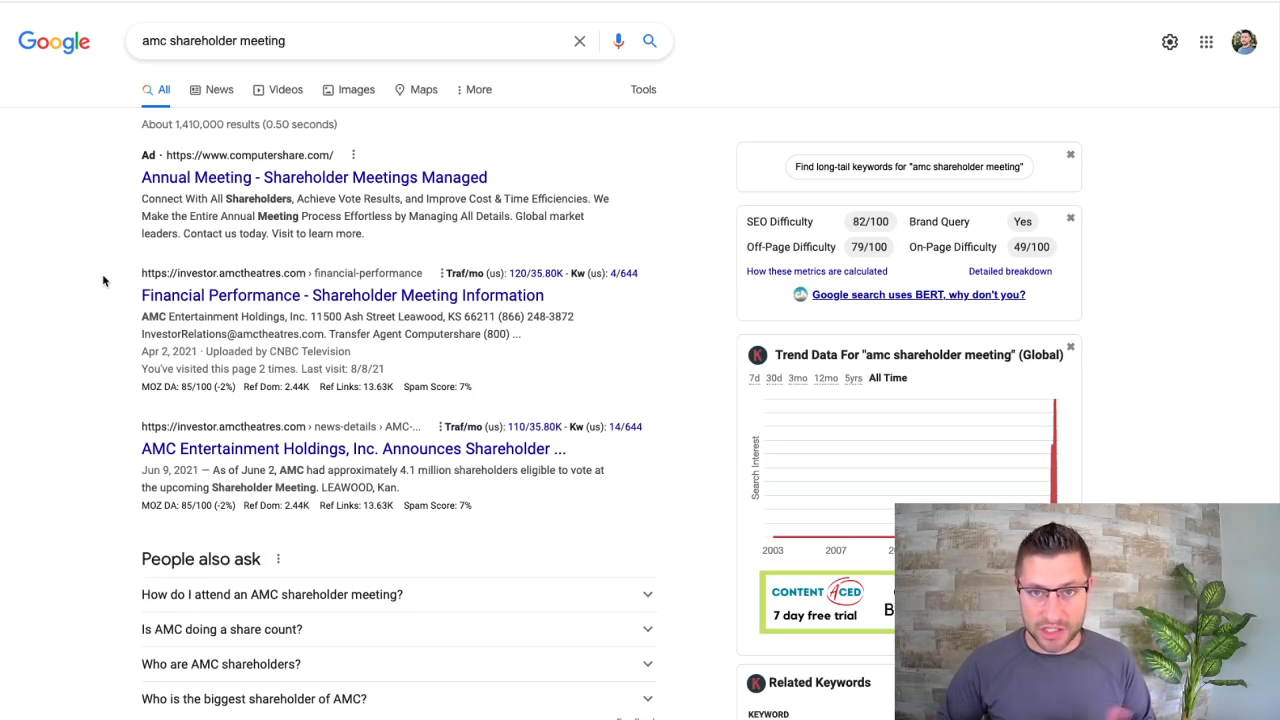 Google
amc shareholder meeting
All
News
Videos
Images
Maps
More
Tools
About 1,410,000 results (0.50 seconds)
Ad · https://www.computershare.com/
Annual Meeting - Shareholder Meetings Managed
Connect With All Shareholders, Achieve Vote Results, and Improve Cost & Time Efficiencies. We
Make the Entire Annual Meeting Process Effortless by Managing All Details. Global market
leaders. Contact us today. Visit to learn more.
https://investor.amctheatres.com › financial-performance
Traf/mo (us): 120/35.80K - Kw (us): 4/644
Financial Performance - Shareholder Meeting Information
AMC Entertainment Holdings, Inc. 11500 Ash Street Leawood, KS 66211 (866) 248-3872
InvestorRelations@amctheatres.com. Transfer Agent Computershare (800) ...
Apr 2, 2021 · Uploaded by CNBC Television
You've visited this page 2 times. Last visit: 8/8/21
MOZ DA: 85/100 (-2%) Ref Dom: 2.44K Ref Links: 13.63K Spam Score: 7%
https://investor.amctheatres.com › news-details › AMC-...
Traf/mo (us): 110/35.80K - Kw (us): 14/644
AMC Entertainment Holdings, Inc. Announces Shareholder ...
Jun 9, 2021 — As of June 2, AMC had approximately 4.1 million shareholders eligible to vote at
the upcoming Shareholder Meeting. LEAWOOD, Kan.
MOZ DA: 85/100 (-2%) Ref Dom: 2.44K Ref Links: 13.63K Spam Score: 7%
People also ask
How do I attend an AMC shareholder meeting?
Is AMC doing a share count?
Who are AMC shareholders?
Who is the biggest shareholder of AMC?
Find long-tail keywords for "amc shareholder meeting"
SEO Difficulty 82/100 Brand Query Yes
Off-Page Difficulty 79/100 On-Page Difficulty 49/100
How these metrics are calculated
Detailed breakdown
Google search uses BERT, why don't you?
K
Trend Data For "amc shareholder meeting" (Global)
7d 30d 3mo 12mo 5yrs All Time
Search Interest
2003 2007
CONTENT ACED
7 day free trial
B
K
Related Keywords
KEYWORD